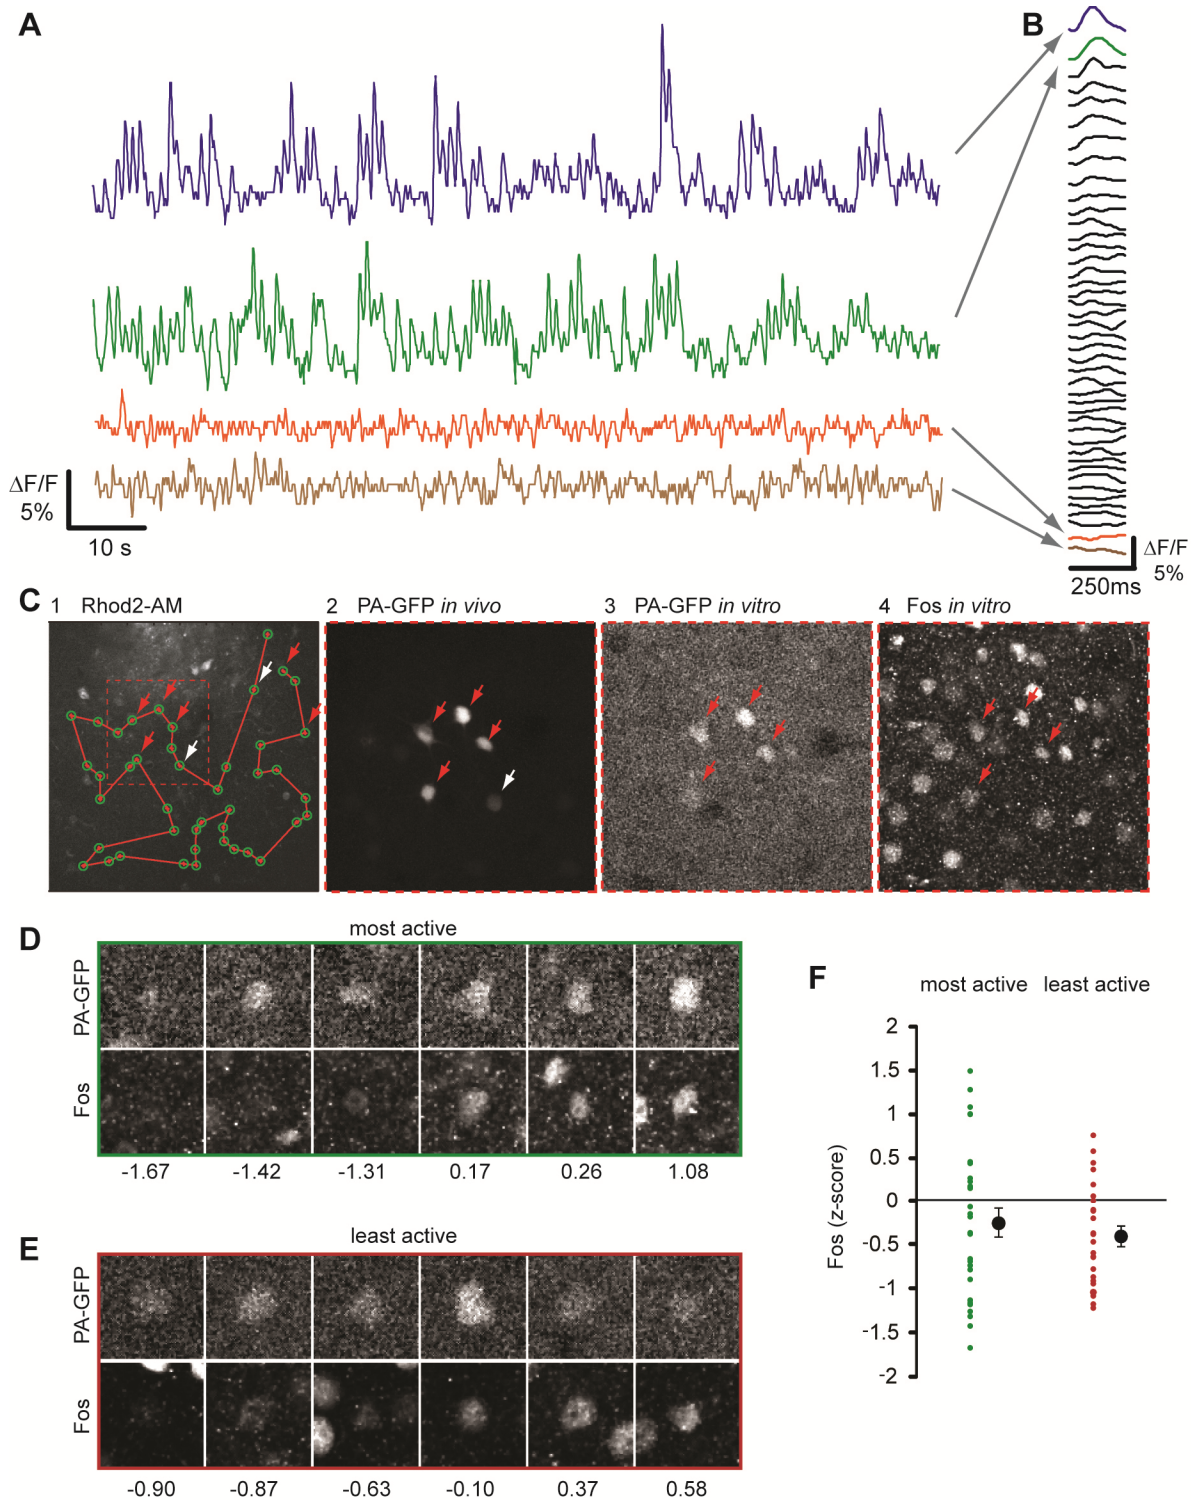 A
B
ΔF/F
5%
10 s
ΔF/F
5%
250ms
C
1 Rhod2-AM
2 PA-GFP in vivo
3 PA-GFP in vitro
4 Fos in vitro
D
most active
PA-GFP
Fos
-1.67 -1.42 -1.31 0.17 0.26 1.08
E
least active
PA-GFP
Fos
-0.90 -0.87 -0.63 -0.10 0.37 0.58
F
most active least active
Fos (z-score)
2
1.5
1
0.5
0
-0.5
-1
-1.5
-2